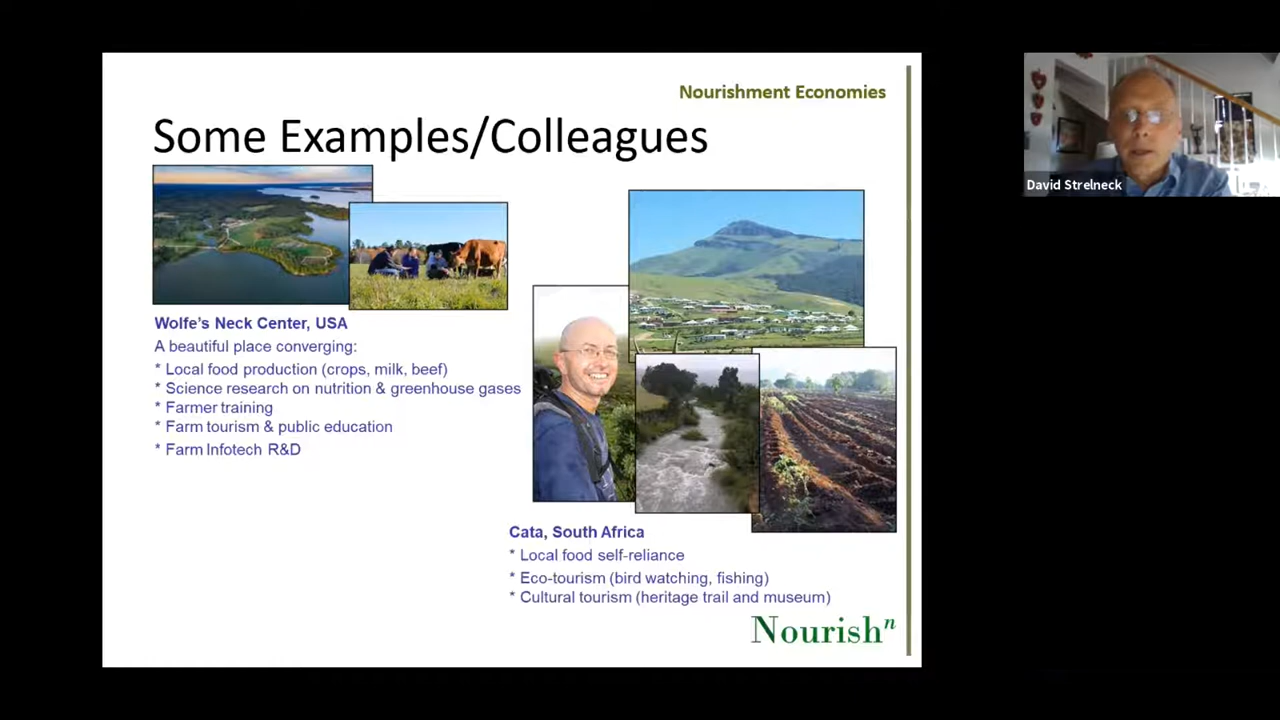 Nourishment Economies
Some Examples/Colleagues
Wolfe's Neck Center, USA
A beautiful place converging:
* Local food production (crops, milk, beef)
* Science research on nutrition & greenhouse gases
* Farmer training
* Farm tourism & public education
* Farm Infotech R&D
Cata, South Africa
* Local food self-reliance
* Eco-tourism (bird watching, fishing)
* Cultural tourism (heritage trail and museum)
Nourishⁿ
David Strelneck